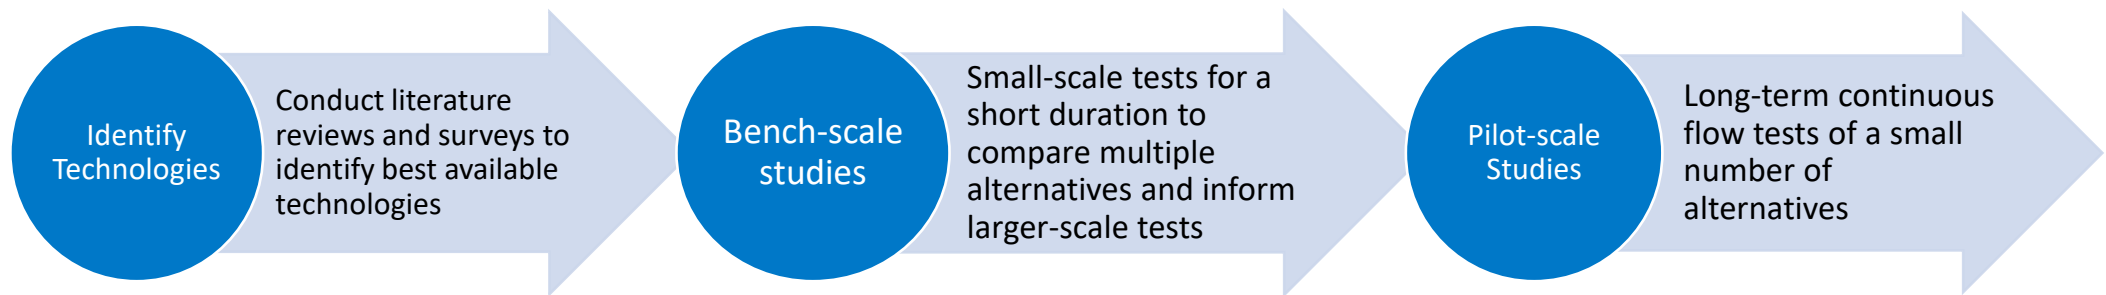 Identify
Technologies
Conduct literature
reviews and surveys to
identify best available
technologies
Bench-scale
studies
Small-scale tests for a
short duration to
compare multiple
alternatives and inform
larger-scale tests
Pilot-scale
Studies
Long-term continuous
flow tests of a small
number of
alternatives